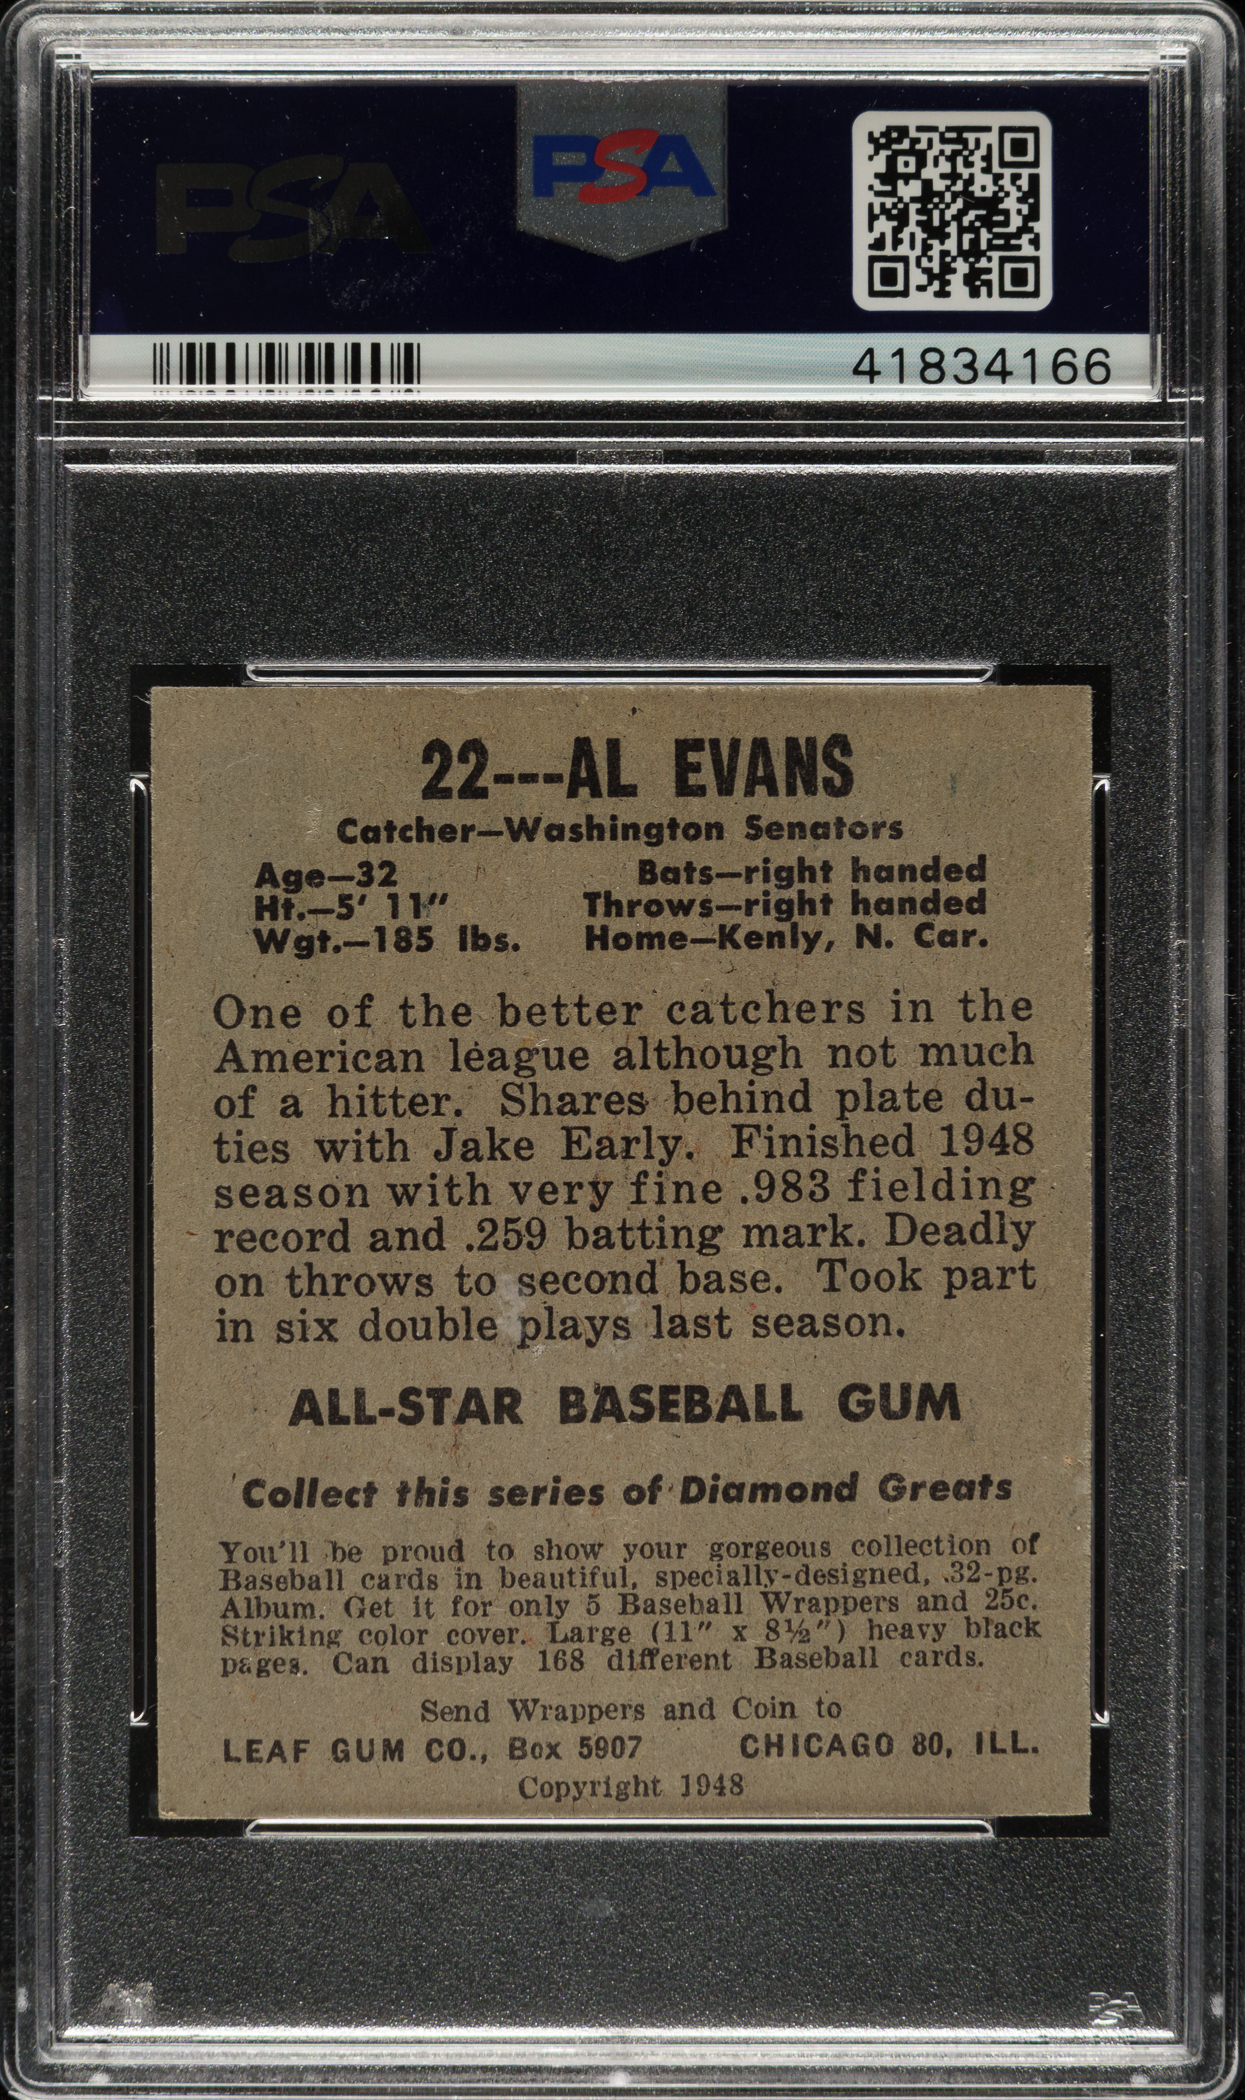 PSA
PSA
41834166
22---AL EVANS
Catcher—Washington Senators
Age—32 Bats—right handed
Ht.—5' 11" Throws—right handed
Wgt.—185 lbs. Home—Kenly, N. Car.
One of the better catchers in the
American league although not much
of a hitter. Shares behind plate du-
ties with Jake Early. Finished 1948
season with very fine .983 fielding
record and .259 batting mark. Deadly
on throws to second base. Took part
in six double plays last season.
ALL-STAR BASEBALL GUM
Collect this series of Diamond Greats
You'll be proud to show your gorgeous collection of
Baseball cards in beautiful, specially-designed, 32-pg.
Album. Get it for only 5 Baseball Wrappers and 25c.
Striking color cover. Large (11" x 8½") heavy black
pages. Can display 168 different Baseball cards.
Send Wrappers and Coin to
LEAF GUM CO., Box 5907 CHICAGO 80, ILL.
Copyright 1948
PSA